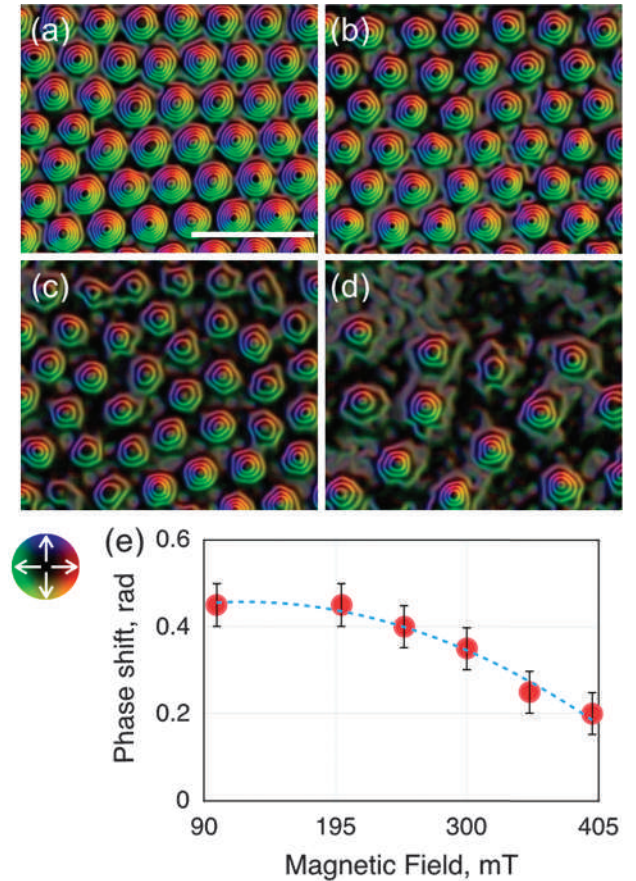 (a)
(b)
(c)
(d)
(e)
0.6
0.4
0.2
0
Phase shift, rad
90
195
300
405
Magnetic Field, mT